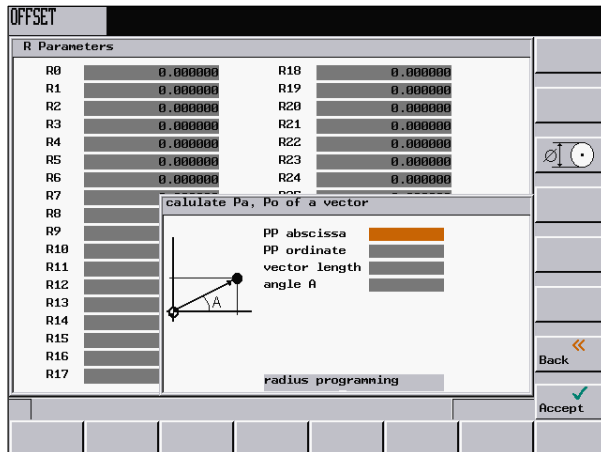 OFFSET
R Parameters
R0 0.000000 R18 0.000000
R1 0.000000 R19 0.000000
R2 0.000000 R20 0.000000
R3 0.000000 R21 0.000000
R4 0.000000 R22 0.000000
R5 0.000000 R23 0.000000
R6 0.000000 R24 0.000000
R7
R8
R9
R10
R11
R12
R13
R14
R15
R16
R17
calulate Pa, Po of a vector
PP abscissa
PP ordinate
vector length
angle A
A
radius programming
Ø
Back
Accept